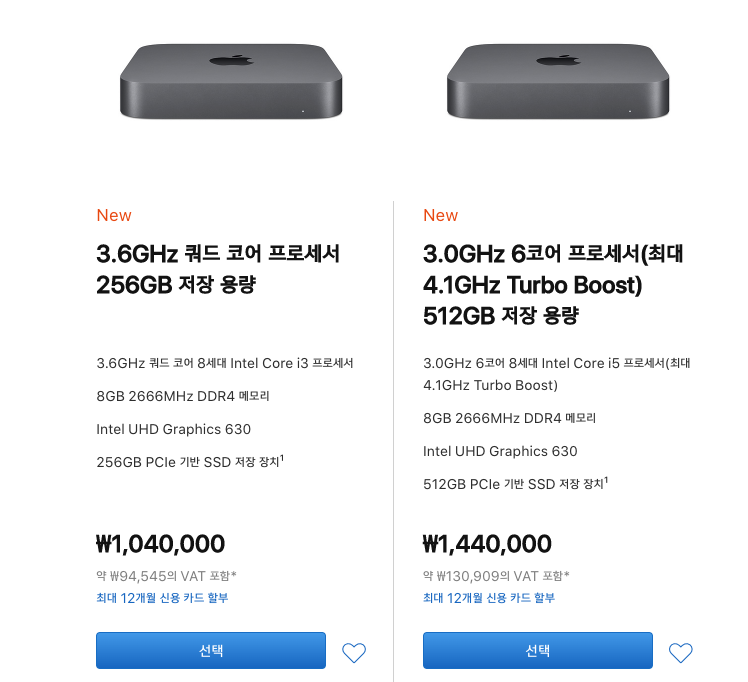 New
3.6GHz 쿼드 코어 프로세서
256GB 저장 용량
3.6GHz 쿼드 코어 8세대 Intel Core i3 프로세서
8GB 2666MHz DDR4 메모리
Intel UHD Graphics 630
256GB PCIe 기반 SSD 저장 장치¹
₩1,040,000
약 ₩94,545의 VAT 포함*
최대 12개월 신용 카드 할부
선택
New
3.0GHz 6코어 프로세서(최대
4.1GHz Turbo Boost)
512GB 저장 용량
3.0GHz 6코어 8세대 Intel Core i5 프로세서(최대
4.1GHz Turbo Boost)
8GB 2666MHz DDR4 메모리
Intel UHD Graphics 630
512GB PCIe 기반 SSD 저장 장치¹
₩1,440,000
약 ₩130,909의 VAT 포함*
최대 12개월 신용 카드 할부
선택